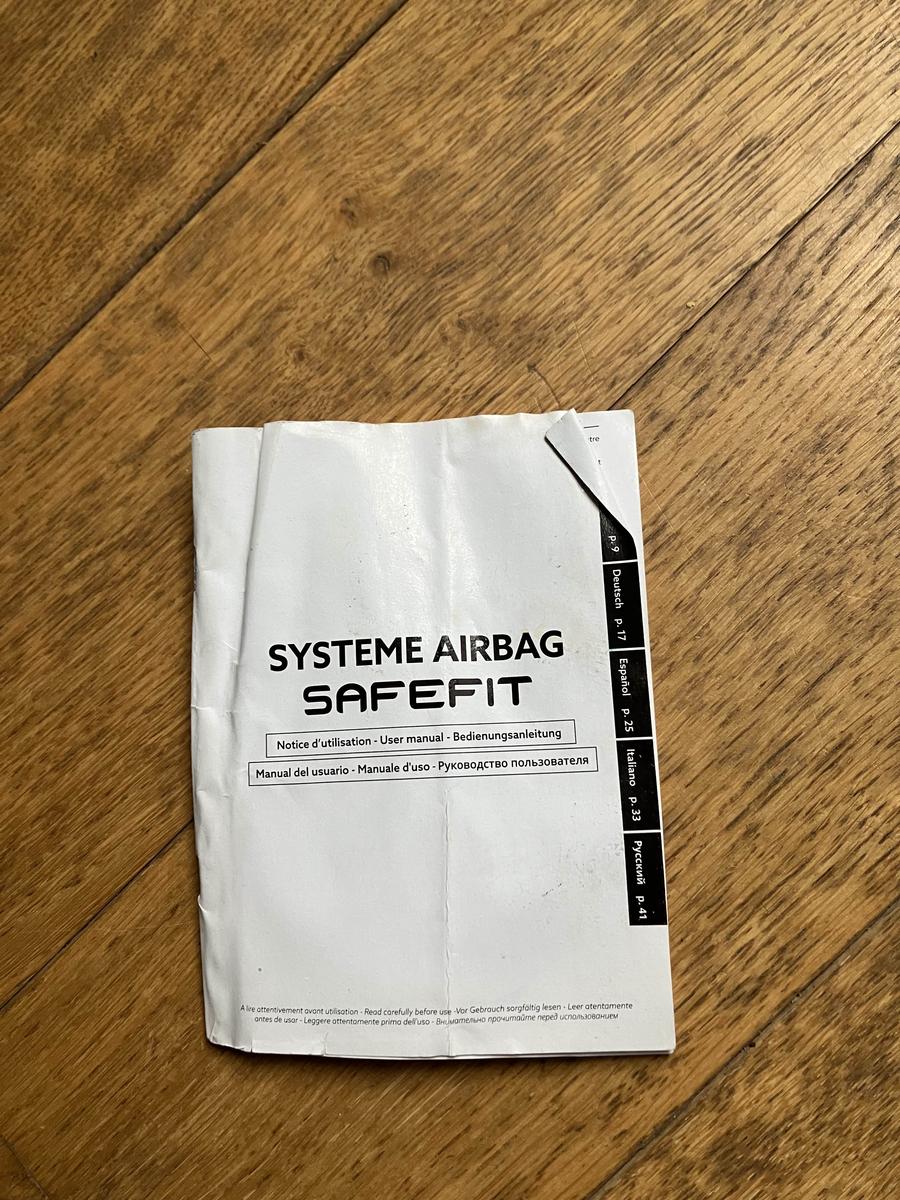 tre
t
p. 9
Deutsch p. 17
Español p. 25
Italiano p. 33
Русский p. 41
SYSTEME AIRBAG
SAFEFIT
Notice d'utilisation - User manual - Bedienungsanleitung
Manual del usuario - Manuale d'uso - Руководство пользователя
A lire attentivement avant utilisation - Read carefully before use -Vor Gebrauch sorgfältig lesen - Leer atentamente
antes de usar - Leggere attentamente prima dell'uso - Внимательно прочитайте перед использованием